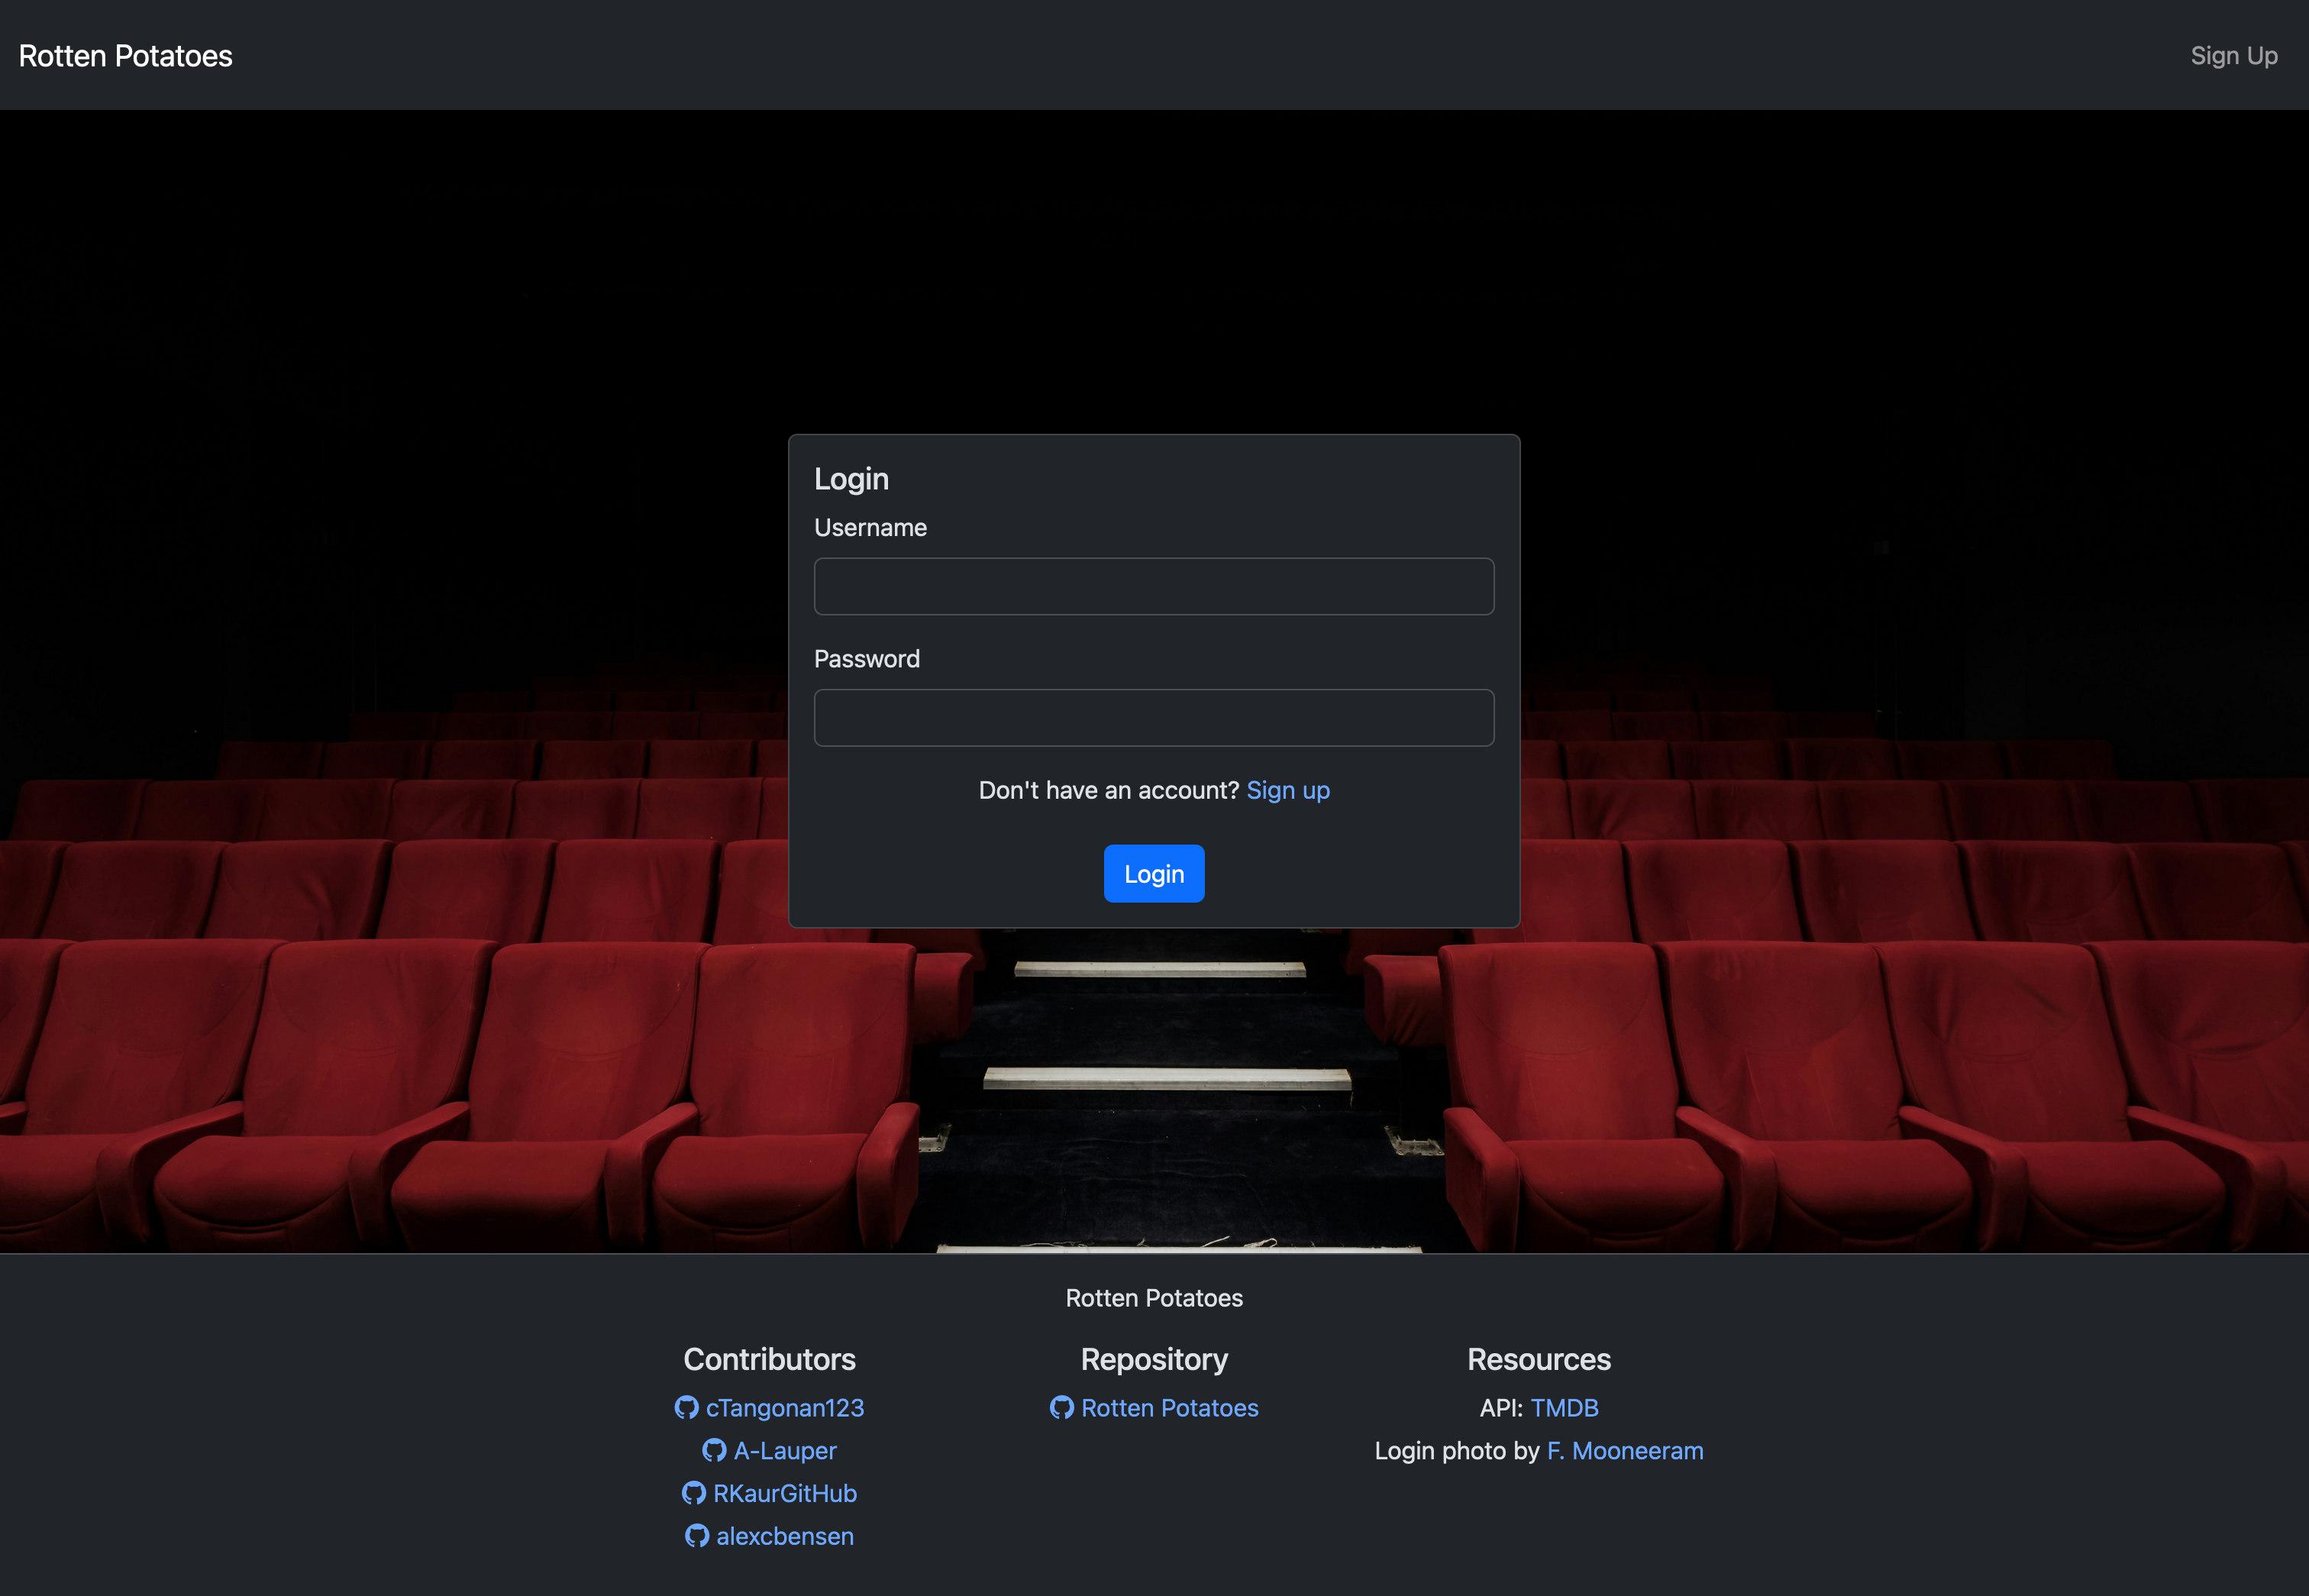 Rotten Potatoes
Sign Up
Login
Username
Password
Don't have an account? Sign up
Login
Rotten Potatoes
Contributors
cTangonan123
A-Lauper
RKaurGitHub
alexcbensen
Repository
Rotten Potatoes
Resources
API: TMDB
Login photo by F. Mooneeram